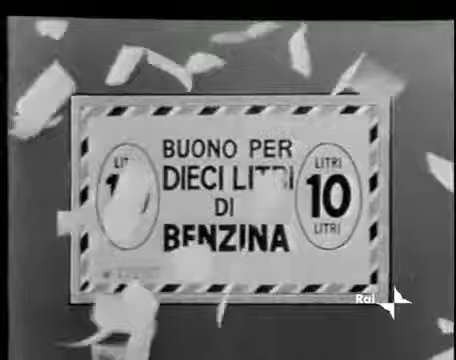 BUONO PER
DIECI LITRI
DI
BENZINA
LITRI
10
LITRI
Rai